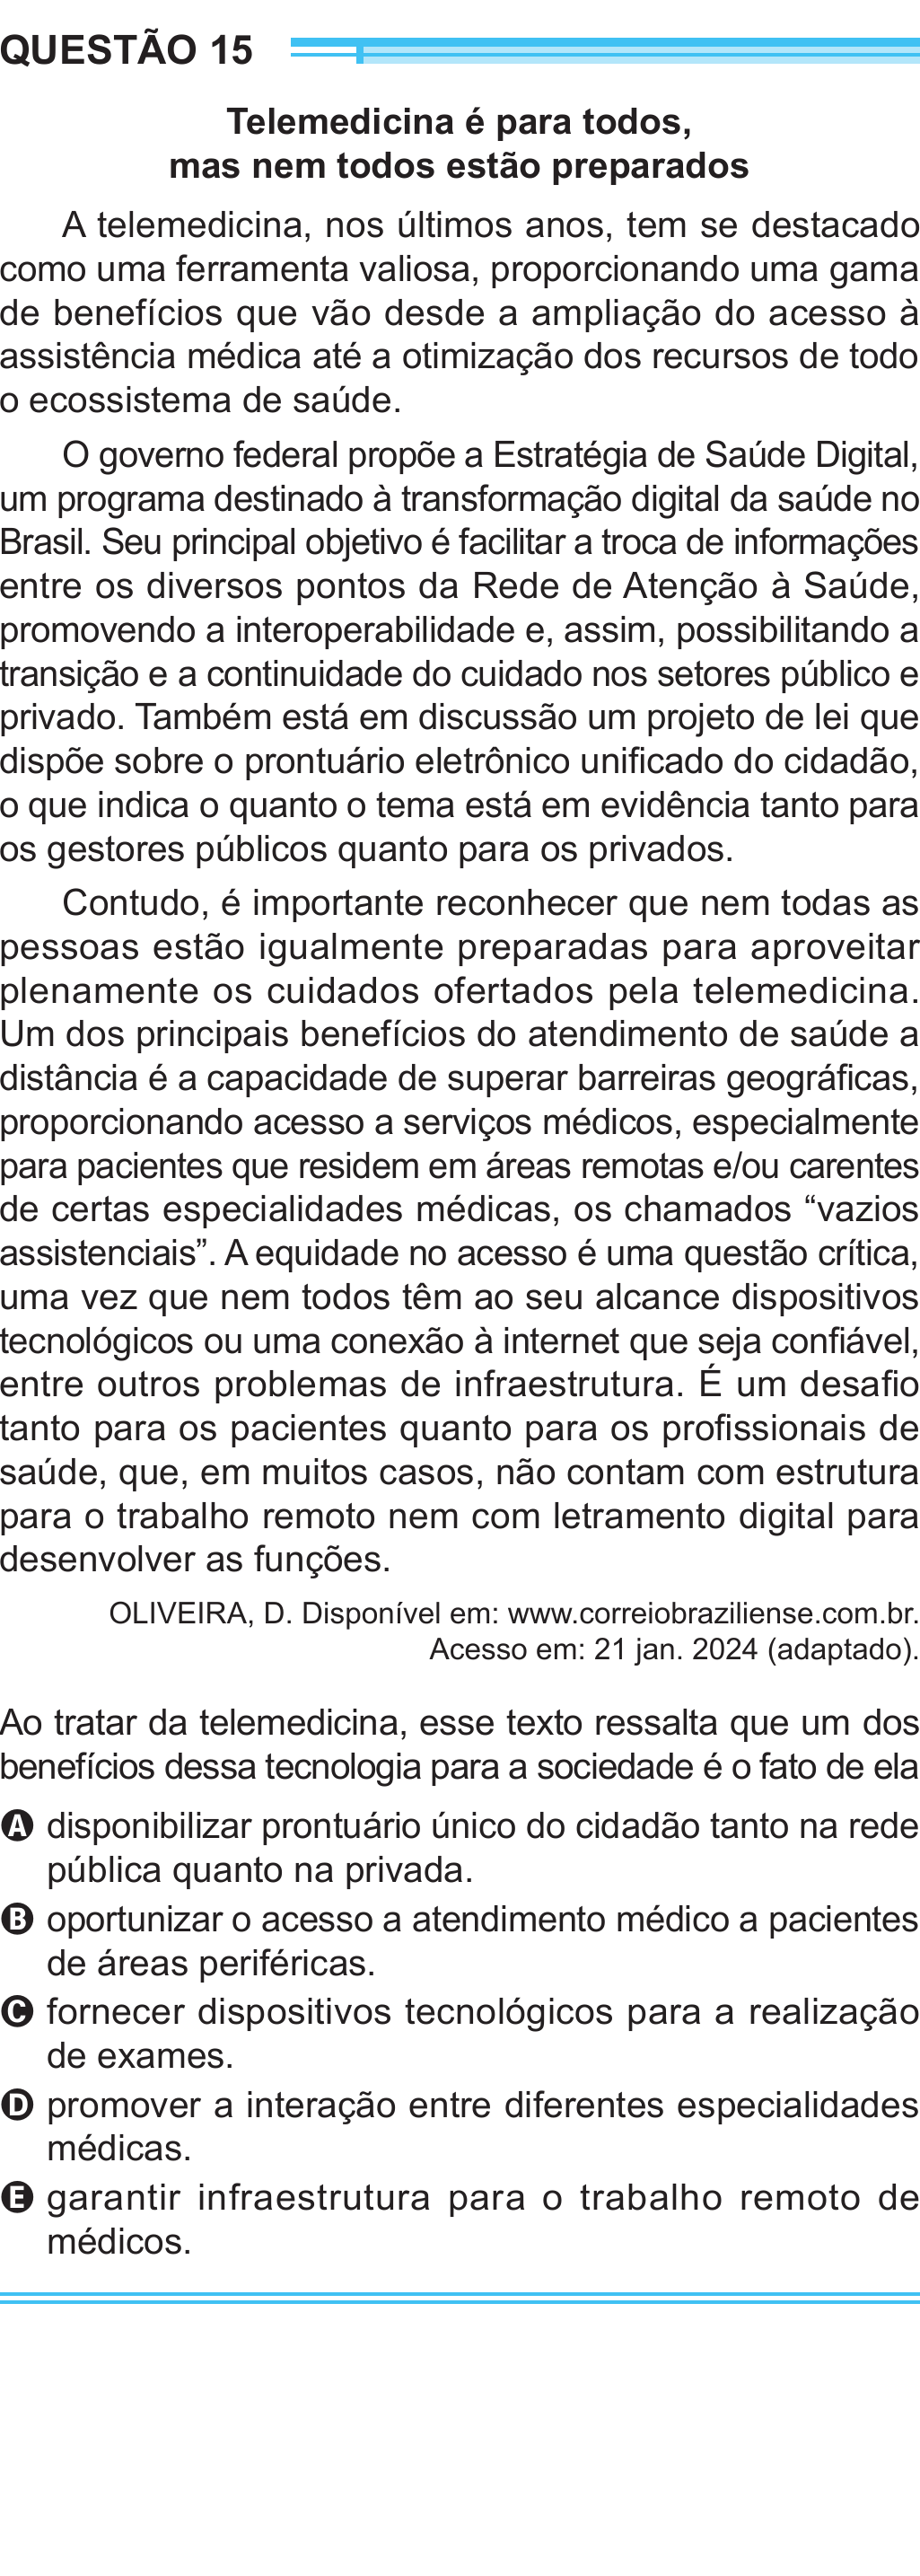 QUESTÃO 15
Telemedicina é para todos,
mas nem todos estão preparados
A telemedicina, nos últimos anos, tem se destacado
como uma ferramenta valiosa, proporcionando uma gama
de benefícios que vão desde a ampliação do acesso à
assistência médica até a otimização dos recursos de todo
o ecossistema de saúde.
O governo federal propõe a Estratégia de Saúde Digital,
um programa destinado à transformação digital da saúde no
Brasil. Seu principal objetivo é facilitar a troca de informações
entre os diversos pontos da Rede de Atenção à Saúde,
promovendo a interoperabilidade e, assim, possibilitando a
transição e a continuidade do cuidado nos setores público e
privado. Também está em discussão um projeto de lei que
dispõe sobre o prontuário eletrônico unificado do cidadão,
o que indica o quanto o tema está em evidência tanto para
os gestores públicos quanto para os privados.
Contudo, é importante reconhecer que nem todas as
pessoas estão igualmente preparadas para aproveitar
plenamente os cuidados ofertados pela telemedicina.
Um dos principais benefícios do atendimento de saúde a
distância é a capacidade de superar barreiras geográficas,
proporcionando acesso a serviços médicos, especialmente
para pacientes que residem em áreas remotas e/ou carentes
de certas especialidades médicas, os chamados “vazios
assistenciais”. A equidade no acesso é uma questão crítica,
uma vez que nem todos têm ao seu alcance dispositivos
tecnológicos ou uma conexão à internet que seja confiável,
entre outros problemas de infraestrutura. É um desafio
tanto para os pacientes quanto para os profissionais de
saúde, que, em muitos casos, não contam com estrutura
para o trabalho remoto nem com letramento digital para
desenvolver as funções.
OLIVEIRA, D. Disponível em: www.correiobraziliense.com.br.
Acesso em: 21 jan. 2024 (adaptado).
Ao tratar da telemedicina, esse texto ressalta que um dos
benefícios dessa tecnologia para a sociedade é o fato de ela
A disponibilizar prontuário único do cidadão tanto na rede
pública quanto na privada.
B oportunizar o acesso a atendimento médico a pacientes
de áreas periféricas.
C fornecer dispositivos tecnológicos para a realização
de exames.
D promover a interação entre diferentes especialidades
médicas.
E garantir infraestrutura para o trabalho remoto de
médicos.